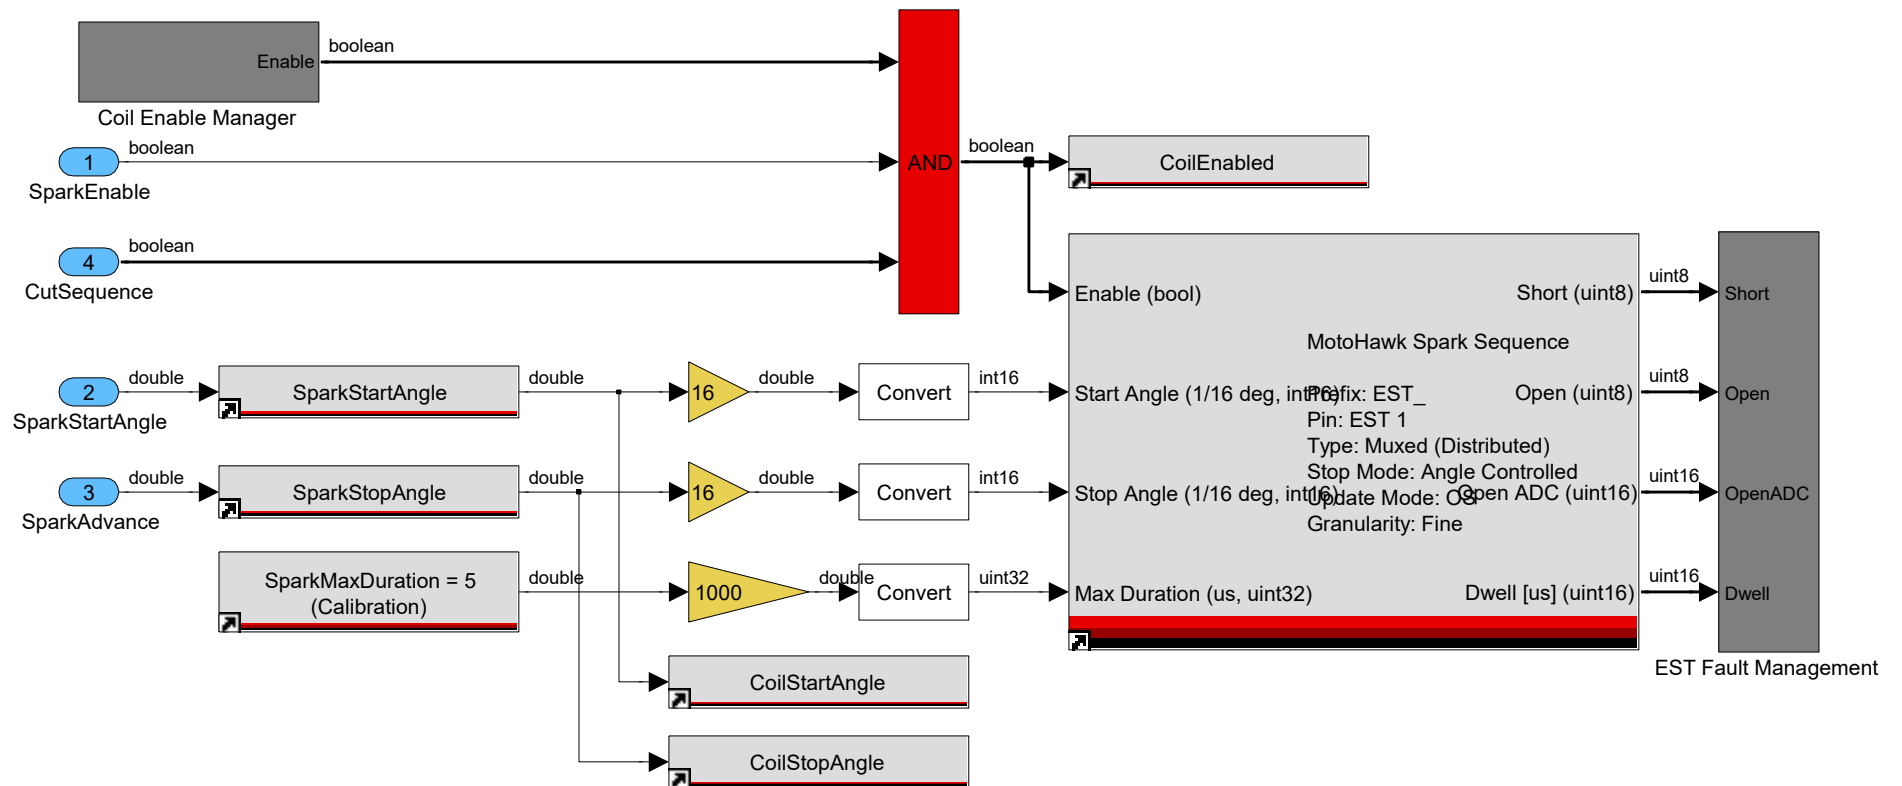 Enable
boolean
Coil Enable Manager
1
boolean
SparkEnable
4
boolean
CutSequence
AND
boolean
CoilEnabled
2
double
SparkStartAngle
SparkStartAngle
double
16
double
Convert
int16
3
double
SparkAdvance
SparkStopAngle
double
16
double
Convert
int16
SparkMaxDuration = 5
(Calibration)
double
1000
double
Convert
uint32
CoilStartAngle
CoilStopAngle
Enable (bool)
Start Angle (1/16 deg, int16)
Stop Angle (1/16 deg, int16)
Max Duration (us, uint32)
MotoHawk Spark Sequence
Prefix: EST_
Pin: EST 1
Type: Muxed (Distributed)
Stop Mode: Angle Controlled
Update Mode: OS
Granularity: Fine
Short (uint8)
Open (uint8)
Open ADC (uint16)
Dwell [us] (uint16)
uint8
uint8
uint16
uint16
Short
Open
OpenADC
Dwell
EST Fault Management